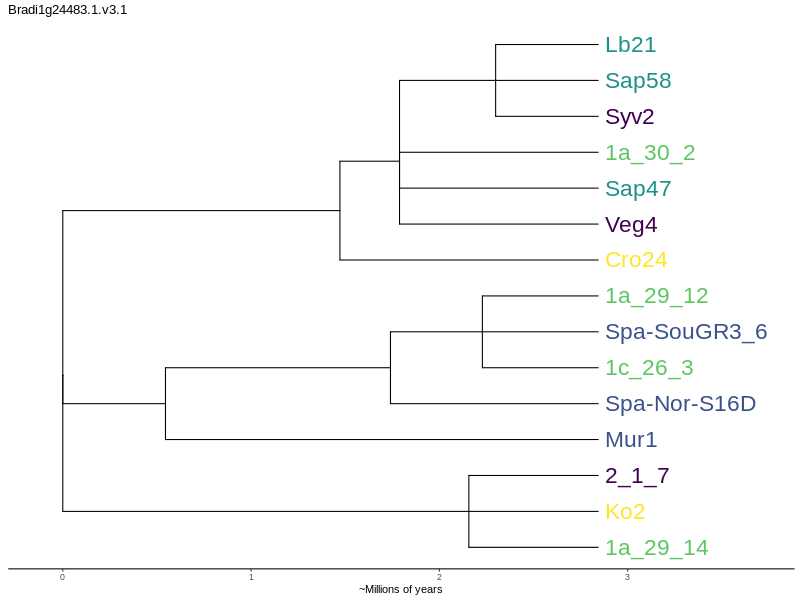 Bradi1g24483.1.v3.1
Lb21
Sap58
Syv2
1a_30_2
Sap47
Veg4
Cro24
1a_29_12
Spa-SouGR3_6
1c_26_3
Spa-Nor-S16D
Mur1
2_1_7
Ko2
1a_29_14
0 1 2 3
~Millions of years